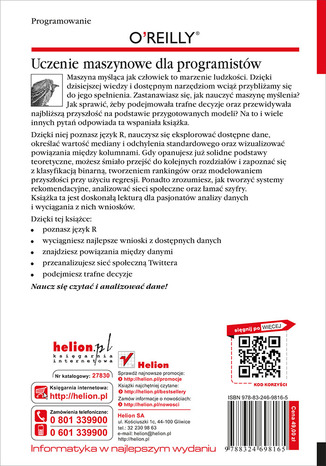 Programowanie
O'REILLY®
Uczenie maszynowe dla programistów
Maszyna myśląca jak człowiek to marzenie ludzkości. Dzięki
dzisiejszej wiedzy i dostępnym narzędziom wciąż przybliżamy się
do jego spełnienia. Zastanawiasz się, jak nauczyć maszynę myślenia?
Jak sprawić, żeby podejmowała trafne decyzje oraz przewidywała
najbliższą przyszłość na podstawie przygotowanych modeli? Na to i wiele
innych pytań odpowiada ta wspaniała książka.
Dzięki niej poznasz język R, nauczysz się eksplorować dostępne dane,
określać wartość mediany i odchylenia standardowego oraz wizualizować
powiązania między kolumnami. Gdy opanujesz już solidne podstawy
teoretyczne, możesz śmiało przejść do kolejnych rozdziałów i zapoznać się
z klasyfikacją binarną, tworzeniem rankingów oraz modelowaniem
przyszłości przy użyciu regresji. Ponadto zrozumiesz, jak tworzyć systemy
rekomendacyjne, analizować sieci społeczne oraz łamać szyfry.
Książka ta jest doskonałą lekturą dla pasjonatów analizy danych
i wyciągania z nich wniosków.
Dzięki tej książce:
• poznasz język R
• wyciągniesz najlepsze wnioski z dostępnych danych
• znajdziesz powiązania między danymi
• przeanalizujesz sieć społeczną Twittera
• podejmiesz trafne decyzje
Naucz się czytać i analizować dane!
sięgnij po WIĘCEJ
KOD KORZYŚCI
helion.pl
księgarnia
internetowa
Nr katalogowy: 27830
Księgarnia internetowa:
http://helion.pl
Zamówienia telefoniczne:
0 801 339900
0 601 339900
Helion
Sprawdź najnowsze promocje:
http://helion.pl/promocje
Książki najchętniej czytane:
http://helion.pl/bestsellery
Zamów informacje o nowościach:
http://helion.pl/nowosci
Helion SA
ul. Kościuszki 1c, 44-100 Gliwice
tel.: 32 230 98 63
e-mail: helion@helion.pl
http://helion.pl
Informatyka w najlepszym wydaniu
ISBN 978-83-246-9816-5
9788324698165
Cena 49,00 zł